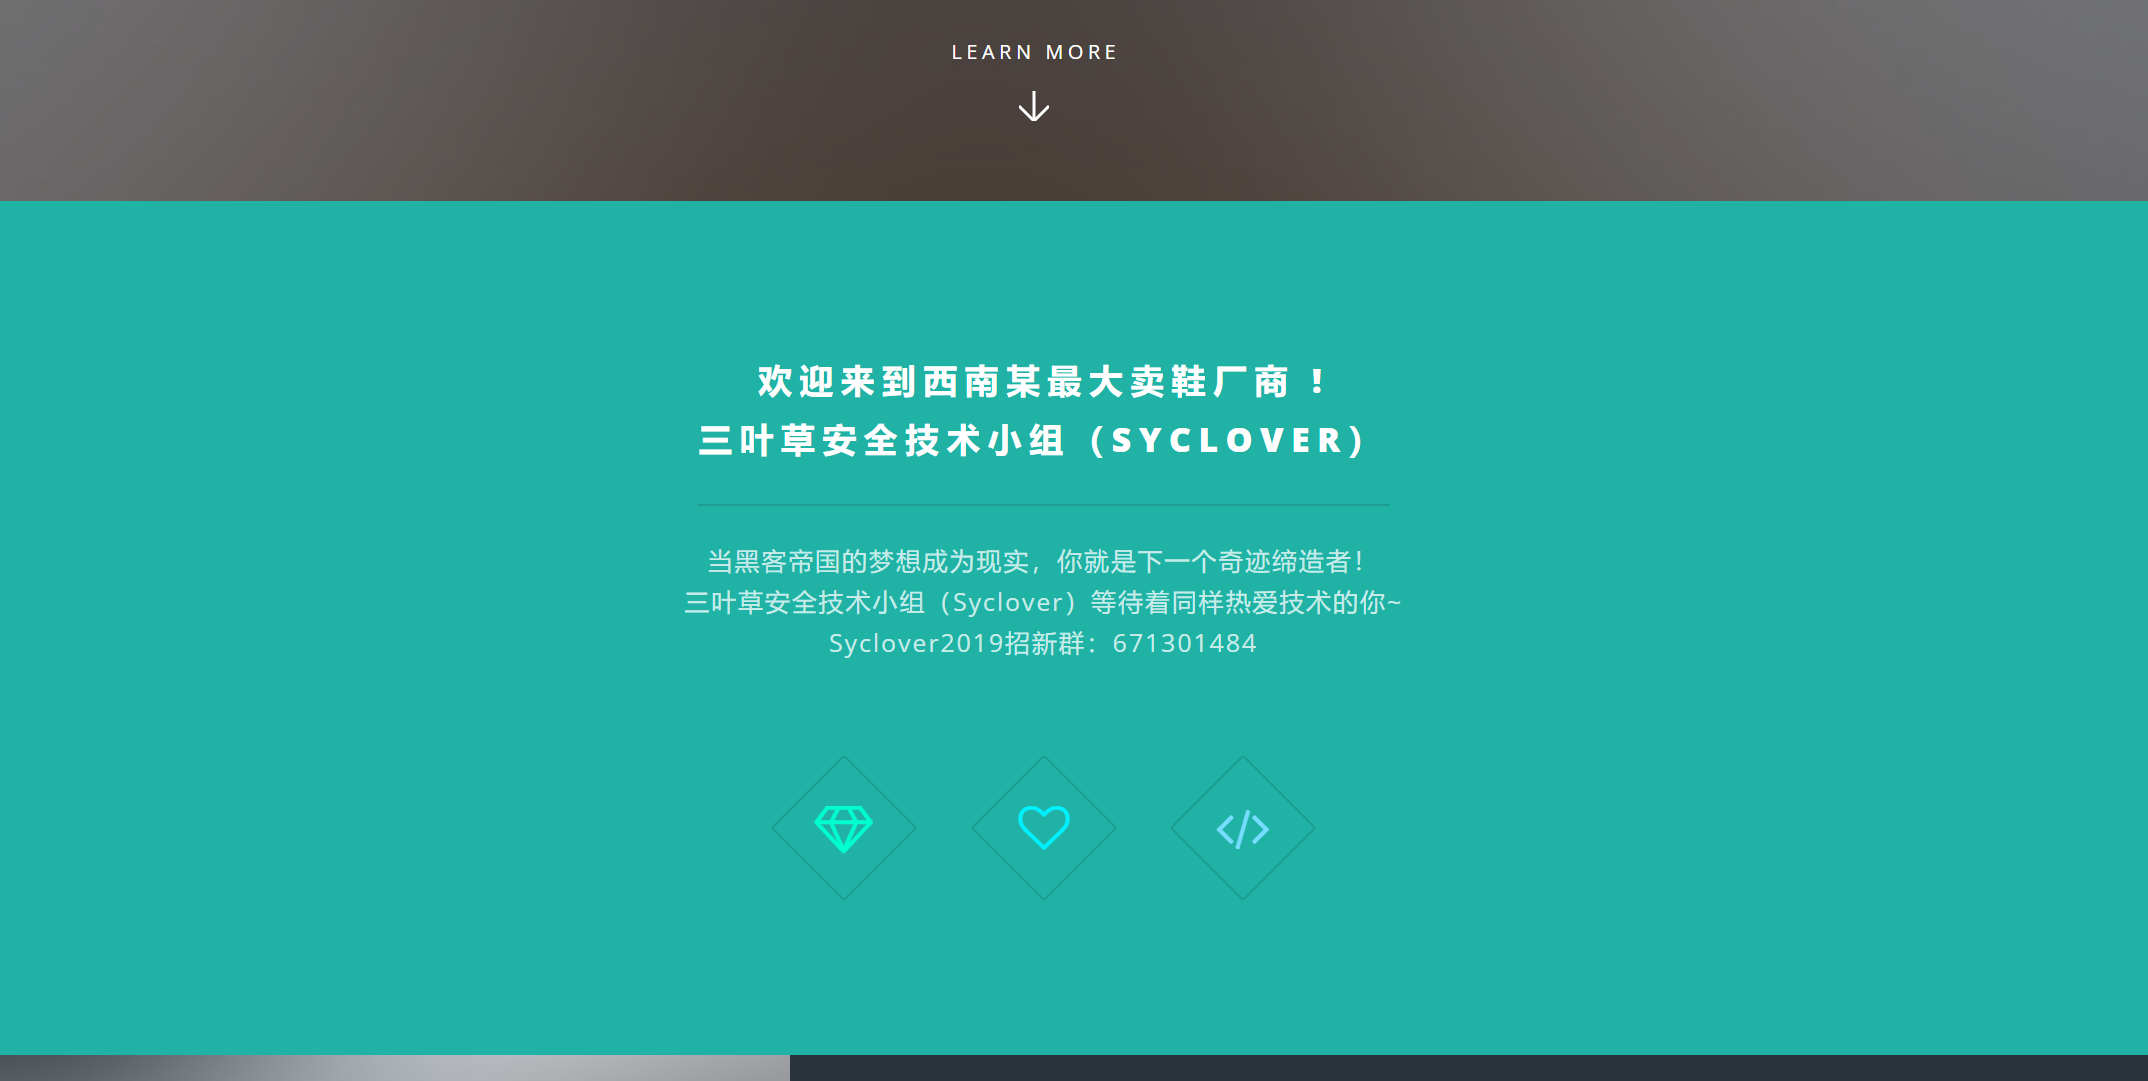 LEARN MORE
欢迎来到西南某最大卖鞋厂商 !
三叶草安全技术小组（SYCLOVER）
当黑客帝国的梦想成为现实，你就是下一个奇迹缔造者！
三叶草安全技术小组（Syclover）等待着同样热爱技术的你~
Syclover2019招新群：671301484